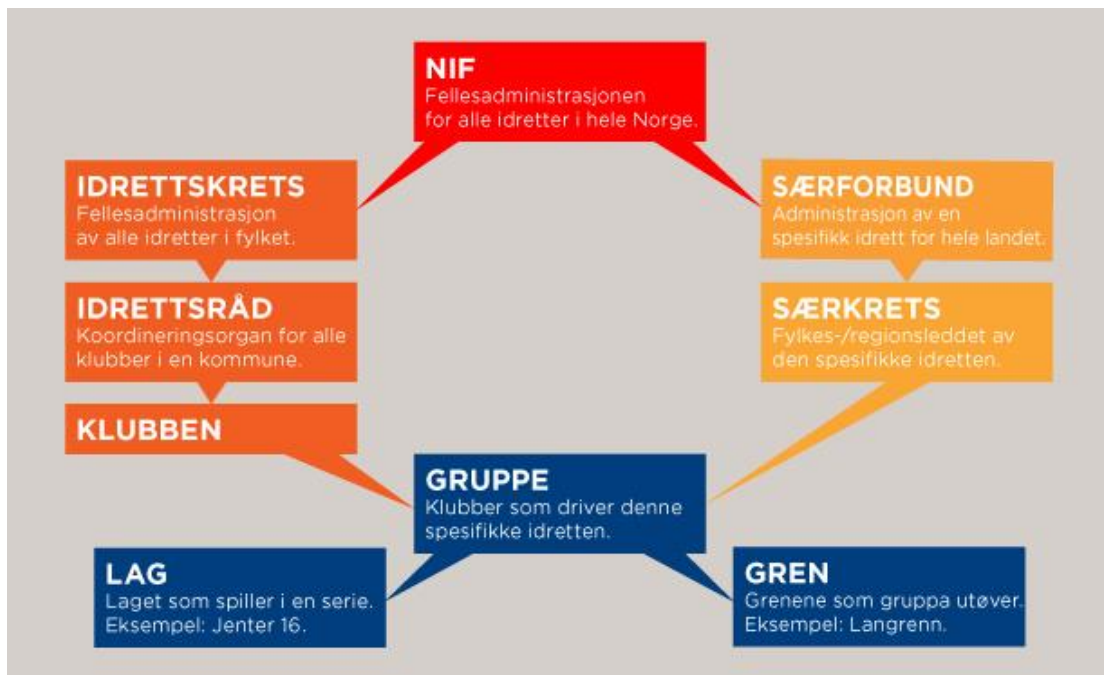 NIF
Fellesadministrasjonen
for alle idretter i hele Norge.
IDRETTSKRETS
Fellesadministrasjon
av alle idretter i fylket.
SÆRFORBUND
Administrasjon av en
spesifikk idrett for hele landet.
IDRETTSRÅD
Koordineringsorgan for alle
klubber i en kommune.
SÆRKRETS
Fylkes-/regionsleddet av
den spesifikke idretten.
KLUBBEN
GRUPPE
Klubber som driver denne
spesifikke idretten.
LAG
Laget som spiller i en serie.
Eksempel: Jenter 16.
GREN
Grenene som gruppa utøver.
Eksempel: Langrenn.